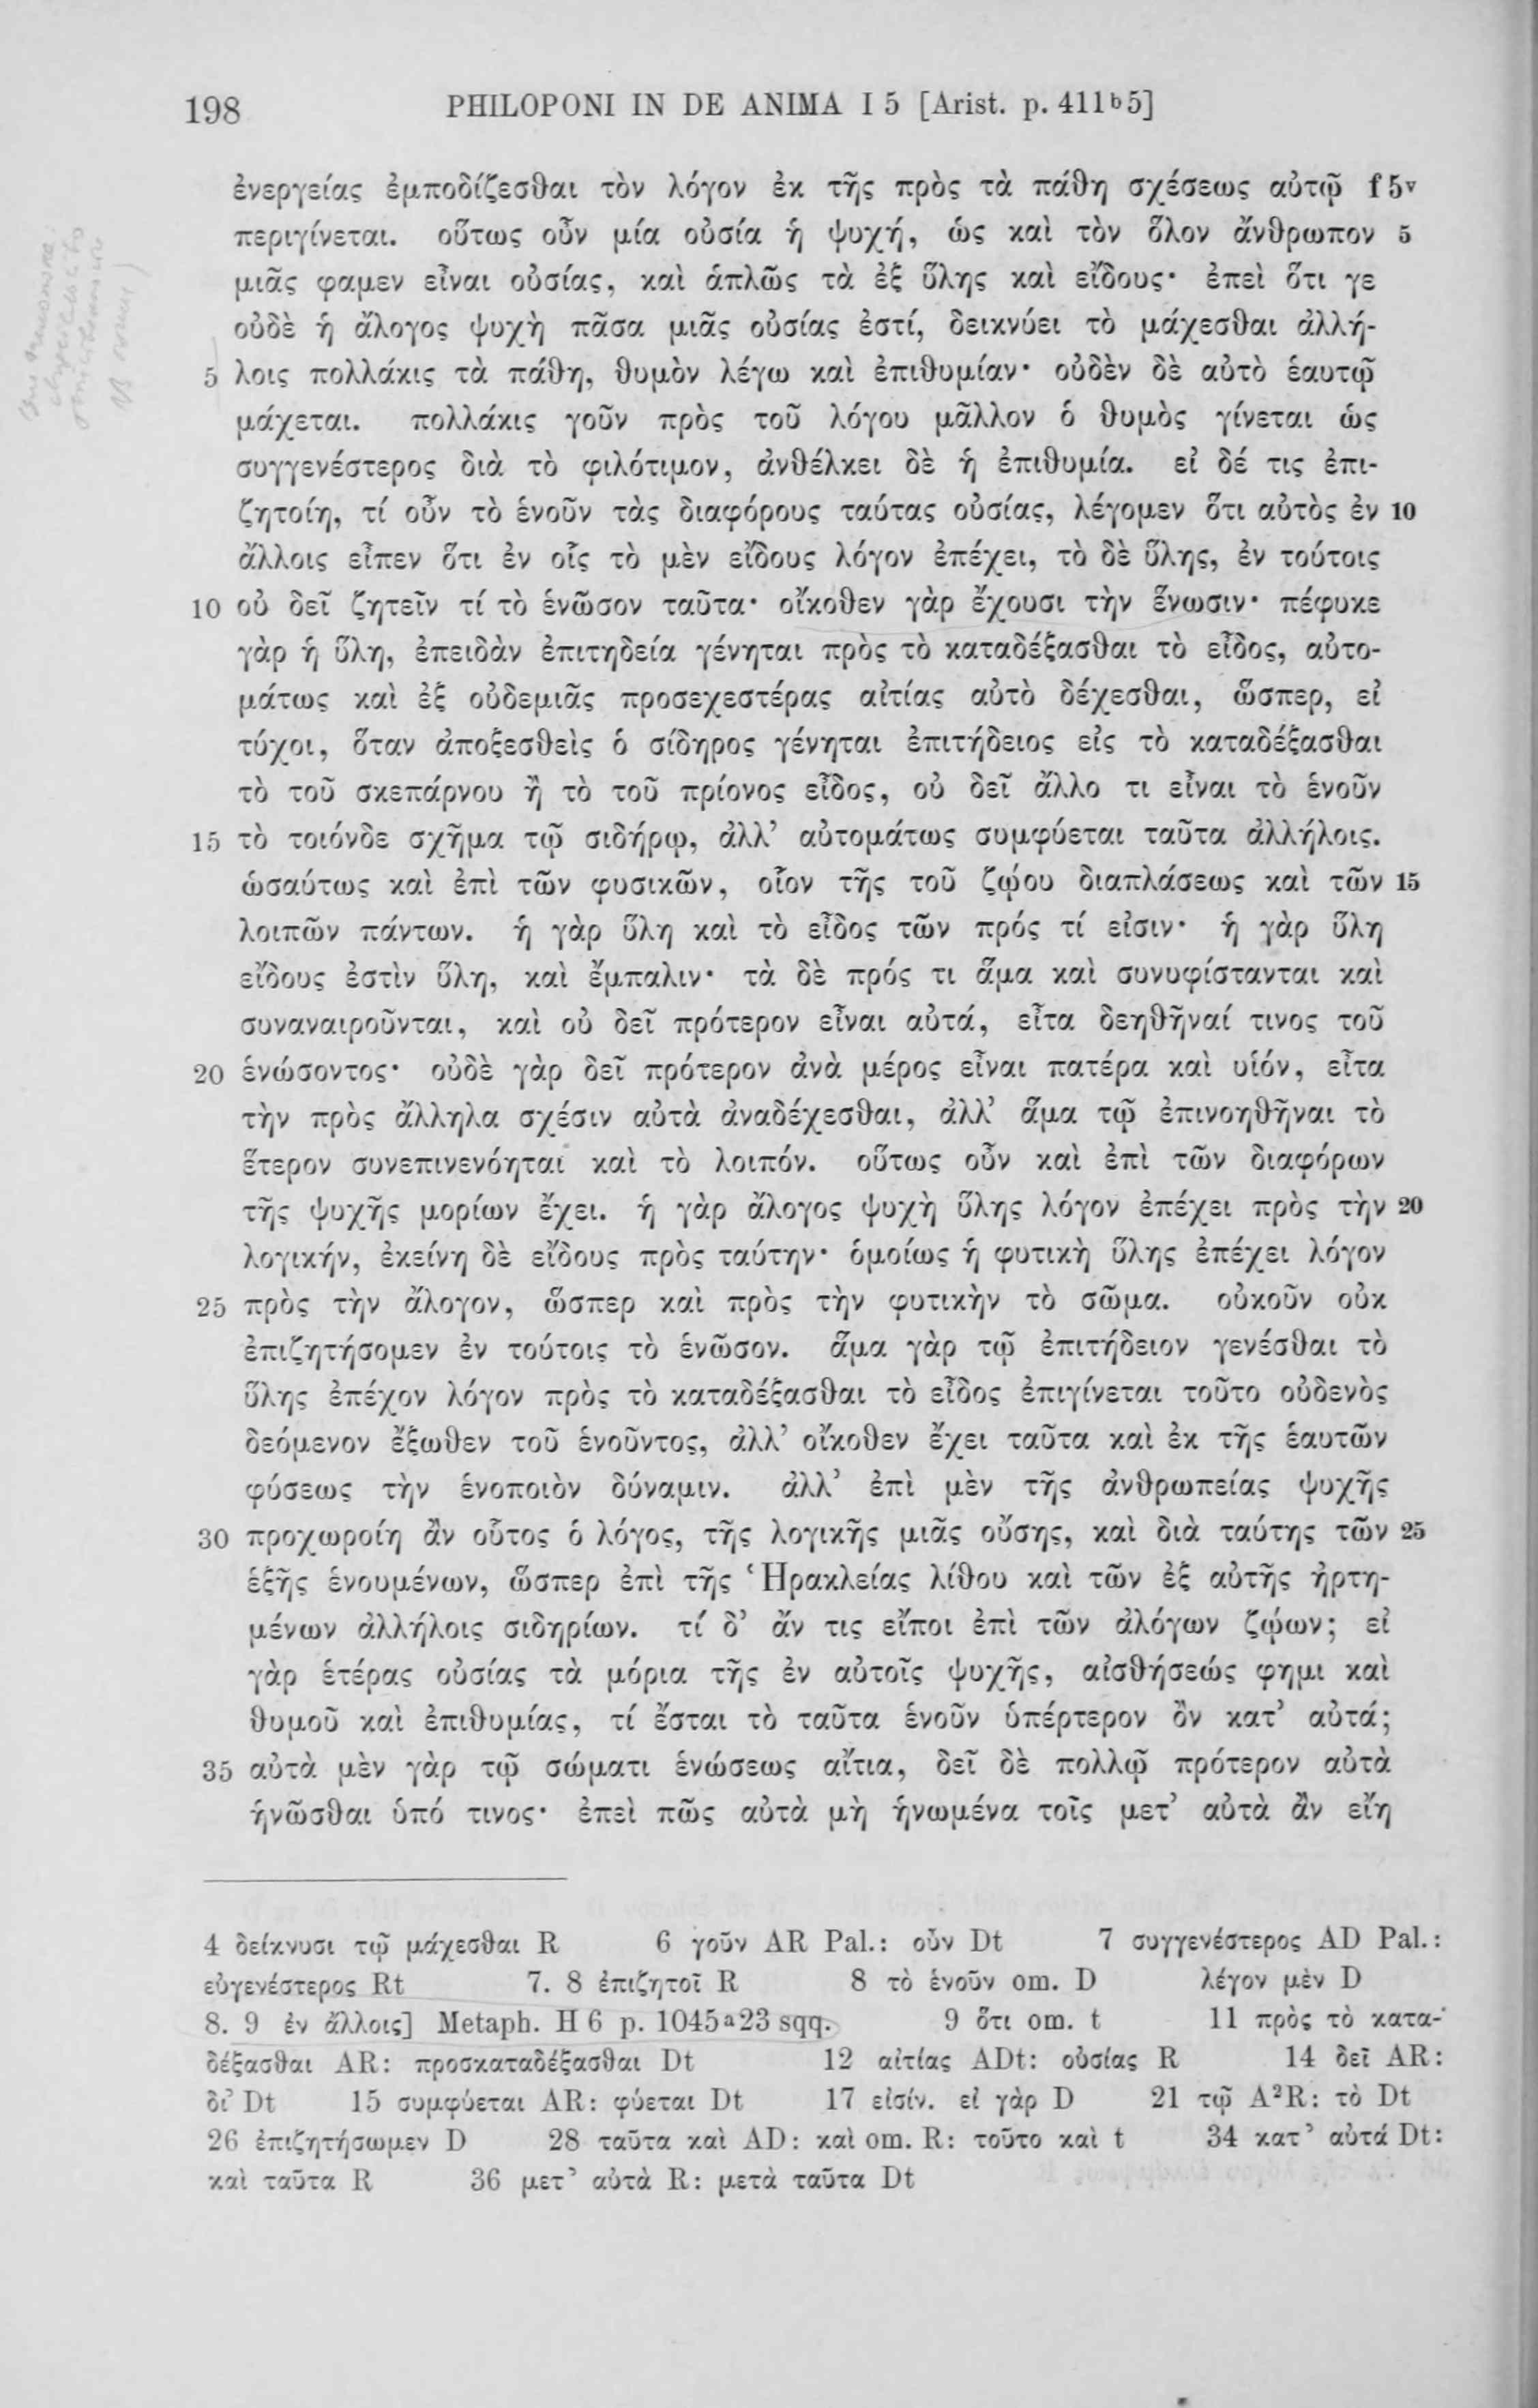 198 PHILOPONI IN DE ANIMA I 5 [Arist. p. 411ᵇ5]
ἐνεργείας ἐμποδίζεσθαι τὸν λόγον ἐκ τῆς πρὸς τὰ πάθη σχέσεως αὐτῷ f 5ᵛ
περιγίνεται. οὕτως οὖν μία οὐσία ἡ ψυχή, ὡς καὶ τὸν ὅλον ἄνθρωπον 5
μιᾶς φαμεν εἶναι οὐσίας, καὶ ἁπλῶς τὰ ἐξ ὕλης καὶ εἴδους· ἐπεὶ ὅτι γε
οὐδὲ ἡ ἄλογος ψυχὴ πᾶσα μιᾶς οὐσίας ἐστί, δεικνύει τὸ μάχεσθαι ἀλλή-
5 λοις πολλάκις τὰ πάθη, θυμὸν λέγω καὶ ἐπιθυμίαν· οὐδὲν δὲ αὐτὸ ἑαυτῷ
μάχεται. πολλάκις γοῦν πρὸς τοῦ λόγου μᾶλλον ὁ θυμὸς γίνεται ὡς
συγγενέστερος διὰ τὸ φιλότιμον, ἀνθέλκει δὲ ἡ ἐπιθυμία. εἰ δέ τις ἐπι-
ζητοίη, τί οὖν τὸ ἑνοῦν τὰς διαφόρους ταύτας οὐσίας, λέγομεν ὅτι αὐτὸς ἐν 10
ἄλλοις εἶπεν ὅτι ἐν οἷς τὸ μὲν εἴδους λόγον ἐπέχει, τὸ δὲ ὕλης, ἐν τούτοις
10 οὐ δεῖ ζητεῖν τί τὸ ἑνῶσον ταῦτα· οἴκοθεν γὰρ ἔχουσι τὴν ἕνωσιν· πέφυκε
γὰρ ἡ ὕλη, ἐπειδὰν ἐπιτηδεία γένηται πρὸς τὸ καταδέξασθαι τὸ εἶδος, αὐτο-
μάτως καὶ ἐξ οὐδεμιᾶς προσεχεστέρας αἰτίας αὐτὸ δέχεσθαι, ὥσπερ, εἰ
τύχοι, ὅταν ἀποξεσθεὶς ὁ σίδηρος γένηται ἐπιτήδειος εἰς τὸ καταδέξασθαι
τὸ τοῦ σκεπάρνου ἢ τὸ τοῦ πρίονος εἶδος, οὐ δεῖ ἄλλο τι εἶναι τὸ ἑνοῦν
15 τὸ τοιόνδε σχῆμα τῷ σιδήρῳ, ἀλλ’ αὐτομάτως συμφύεται ταῦτα ἀλλήλοις.
ὡσαύτως καὶ ἐπὶ τῶν φυσικῶν, οἷον τῆς τοῦ ζῴου διαπλάσεως καὶ τῶν 15
λοιπῶν πάντων. ἡ γὰρ ὕλη καὶ τὸ εἶδος τῶν πρός τί εἰσιν· ἡ γὰρ ὕλη
εἴδους ἐστὶν ὕλη, καὶ ἔμπαλιν· τὰ δὲ πρός τι ἅμα καὶ συνυφίστανται καὶ
συναναιροῦνται, καὶ οὐ δεῖ πρότερον εἶναι αὐτά, εἶτα δεηθῆναί τινος τοῦ
20 ἑνώσοντος· οὐδὲ γὰρ δεῖ πρότερον ἀνὰ μέρος εἶναι πατέρα καὶ υἱόν, εἶτα
τὴν πρὸς ἄλληλα σχέσιν αὐτὰ ἀναδέχεσθαι, ἀλλ’ ἅμα τῷ ἐπινοηθῆναι τὸ
ἕτερον συνεπινενόηται καὶ τὸ λοιπόν. οὕτως οὖν καὶ ἐπὶ τῶν διαφόρων
τῆς ψυχῆς μορίων ἔχει. ἡ γὰρ ἄλογος ψυχὴ ὕλης λόγον ἐπέχει πρὸς τὴν 20
λογικήν, ἐκείνη δὲ εἴδους πρὸς ταύτην· ὁμοίως ἡ φυτικὴ ὕλης ἐπέχει λόγον
25 πρὸς τὴν ἄλογον, ὥσπερ καὶ πρὸς τὴν φυτικὴν τὸ σῶμα. οὐκοῦν οὐκ
ἐπιζητήσομεν ἐν τούτοις τὸ ἑνῶσον. ἅμα γὰρ τῷ ἐπιτήδειον γενέσθαι τὸ
ὕλης ἐπέχον λόγον πρὸς τὸ καταδέξασθαι τὸ εἶδος ἐπιγίνεται τοῦτο οὐδενὸς
δεόμενον ἔξωθεν τοῦ ἑνοῦντος, ἀλλ’ οἴκοθεν ἔχει ταῦτα καὶ ἐκ τῆς ἑαυτῶν
φύσεως τὴν ἑνοποιὸν δύναμιν. ἀλλ’ ἐπὶ μὲν τῆς ἀνθρωπείας ψυχῆς
30 προχωροίη ἂν οὗτος ὁ λόγος, τῆς λογικῆς μιᾶς οὔσης, καὶ διὰ ταύτης τῶν 25
ἑξῆς ἑνουμένων, ὥσπερ ἐπὶ τῆς Ἡρακλείας λίθου καὶ τῶν ἐξ αὐτῆς ἠρτη-
μένων ἀλλήλοις σιδηρίων. τί δ’ ἄν τις εἴποι ἐπὶ τῶν ἀλόγων ζῴων; εἰ
γὰρ ἑτέρας οὐσίας τὰ μόρια τῆς ἐν αὐτοῖς ψυχῆς, αἰσθήσεώς φημι καὶ
θυμοῦ καὶ ἐπιθυμίας, τί ἔσται τὸ ταῦτα ἑνοῦν ὑπέρτερον ὂν κατ’ αὐτά;
35 αὐτὰ μὲν γὰρ τῷ σώματι ἑνώσεως αἴτια, δεῖ δὲ πολλῷ πρότερον αὐτὰ
ἡνῶσθαι ὑπό τινος· ἐπεὶ πῶς αὐτὰ μὴ ἡνωμένα τοῖς μετ’ αὐτὰ ἂν εἴη
4 δείκνυσι τῷ μάχεσθαι R 6 γοῦν AR Pal.: οὖν Dt 7 συγγενέστερος AD Pal.:
εὐγενέστερος Rt 7. 8 ἐπιζητοῖ R 8 τὸ ἑνοῦν om. D λέγον μὲν D
8. 9 ἐν ἄλλοις] Metaph. H 6 p. 1045ᵃ23 sqq. 9 ὅτι om. t 11 πρὸς τὸ κατα-
δέξασθαι AR: προσκαταδέξασθαι Dt 12 αἰτίας ADt: οὐσίας R 14 δεῖ AR:
δι’ Dt 15 συμφύεται AR: φύεται Dt 17 εἰσίν. εἰ γὰρ D 21 τῷ A²R: τὸ Dt
26 ἐπιζητήσωμεν D 28 ταῦτα καὶ AD: καὶ om. R: τοῦτο καὶ t 34 κατ’ αὐτά Dt:
καὶ ταῦτα R 36 μετ’ αὐτὰ R: μετὰ ταῦτα Dt